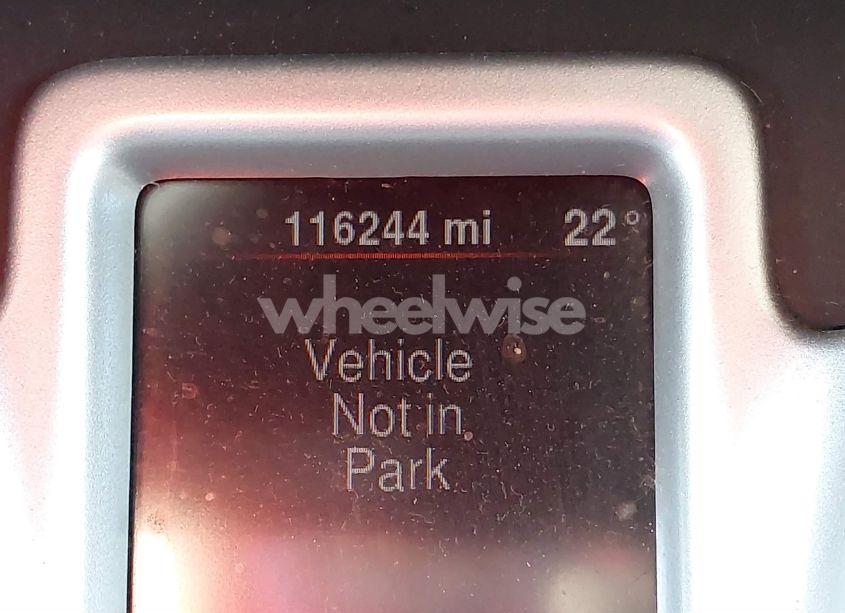 116244 mi 22°
wheelwise
Vehicle
Not in
Park